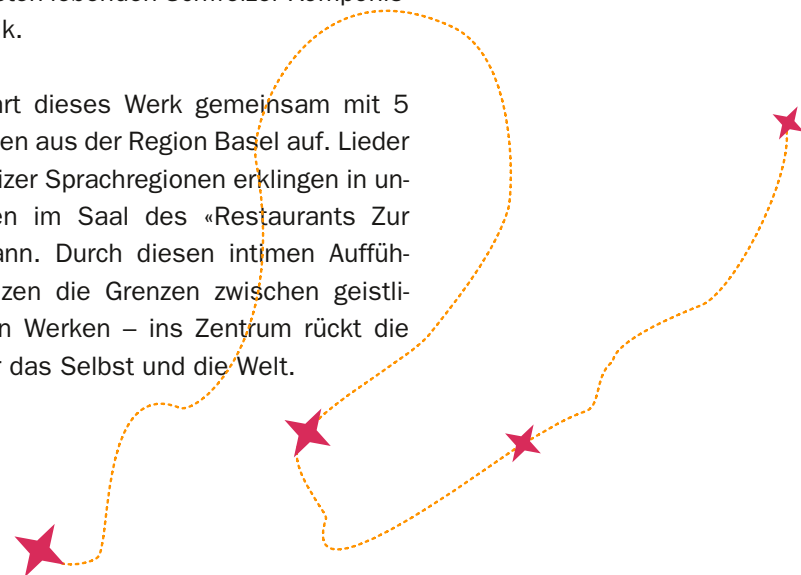 k.
rt dieses Werk gemeinsam mit 5
en aus der Region Basel auf. Lieder
izer Sprachregionen erklingen in un-
en im Saal des «Restaurants Zur
ann. Durch diesen intimen Auffüh-
zen die Grenzen zwischen geistli-
n Werken – ins Zentrum rückt die
r das Selbst und die Welt.